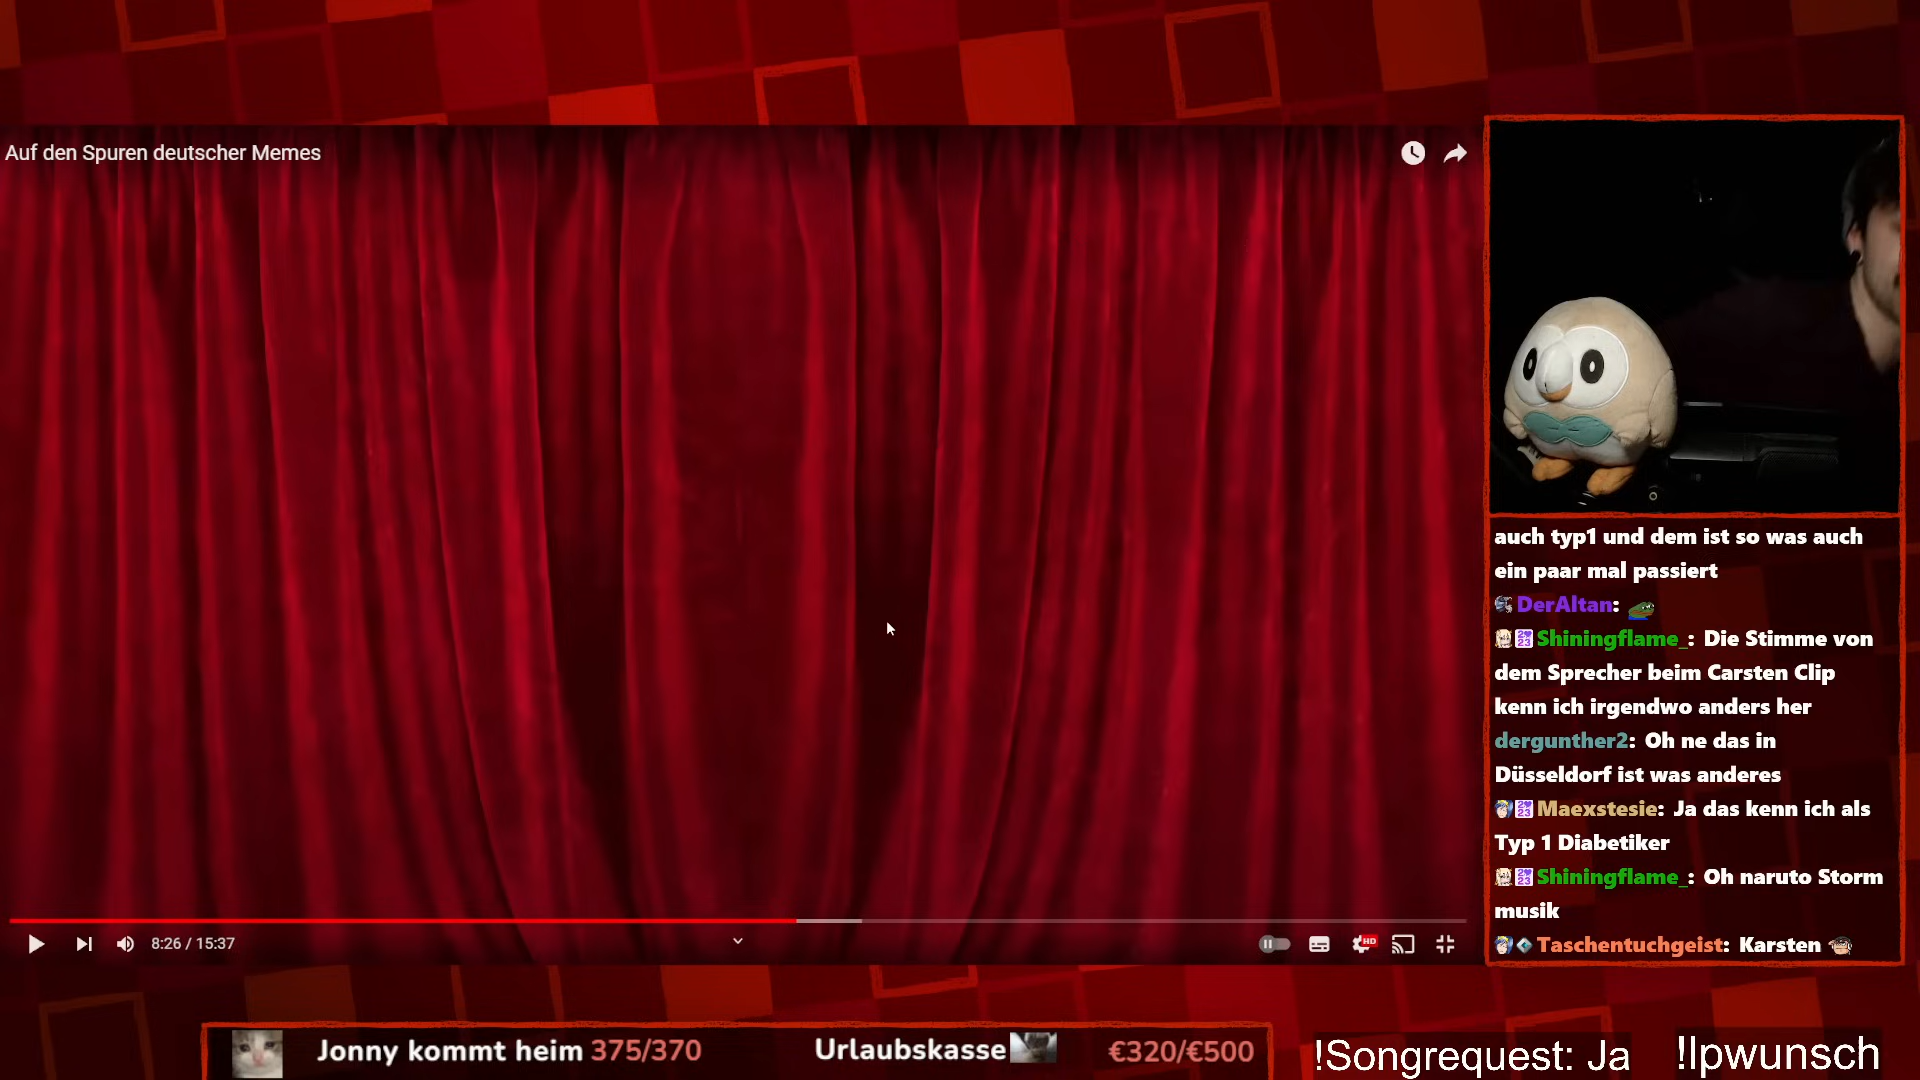 Auf den Spuren deutscher Memes
8:26 / 15:37
HD
auch typ1 und dem ist so was auch
ein paar mal passiert
DerAltan:
Shiningflame_: Die Stimme von
dem Sprecher beim Carsten Clip
kenn ich irgendwo anders her
dergunther2: Oh ne das in
Düsseldorf ist was anderes
Maexstesie: Ja das kenn ich als
Typ 1 Diabetiker
Shiningflame_: Oh naruto Storm
musik
Taschentuchgeist: Karsten
Jonny kommt heim 375/370
Urlaubskasse €320/€500
!Songrequest: Ja
!lpwunsch